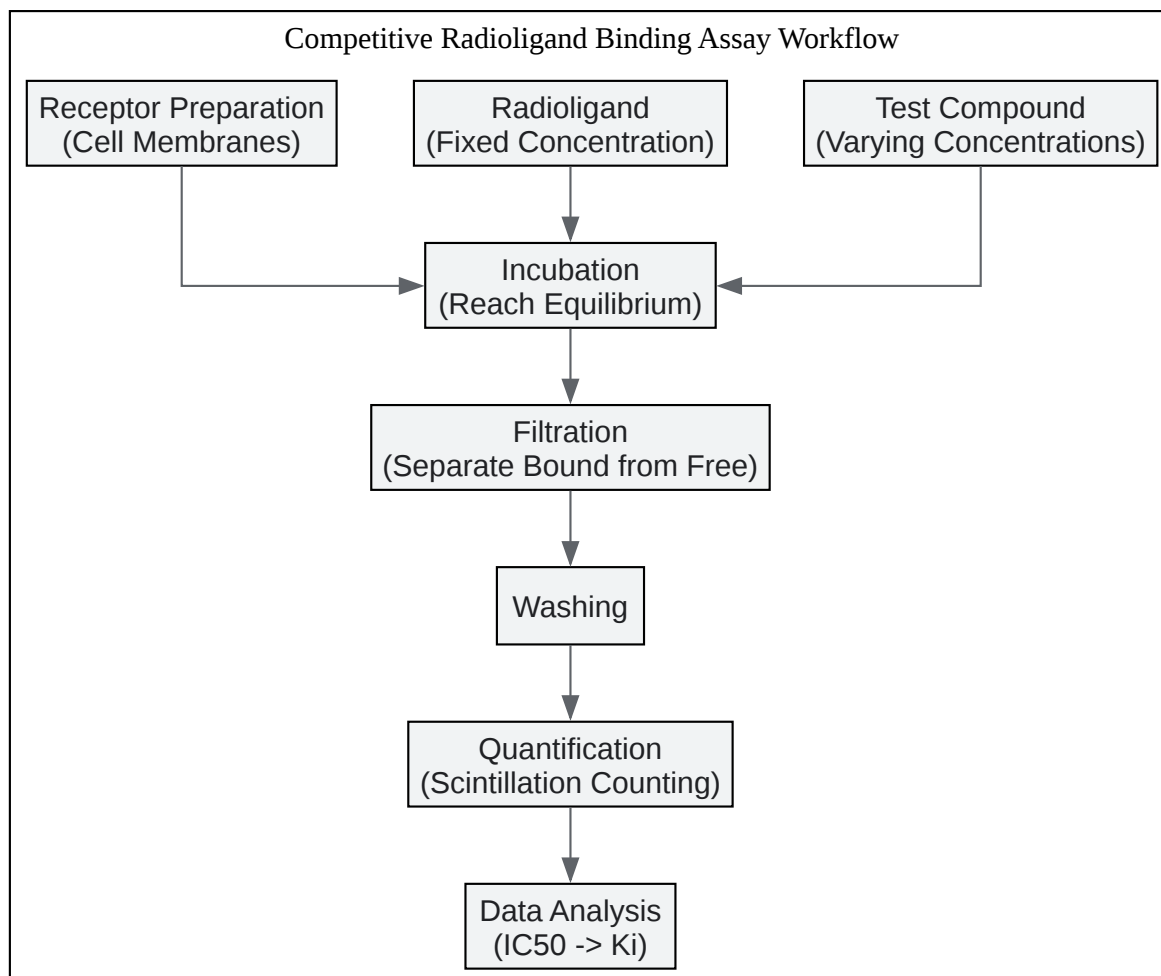 Competitive Radioligand Binding Assay Workflow
Receptor Preparation
(Cell Membranes)
Radioligand
(Fixed Concentration)
Test Compound
(Varying Concentrations)
Incubation
(Reach Equilibrium)
Filtration
(Separate Bound from Free)
Washing
Quantification
(Scintillation Counting)
Data Analysis
(IC50 -> Ki)